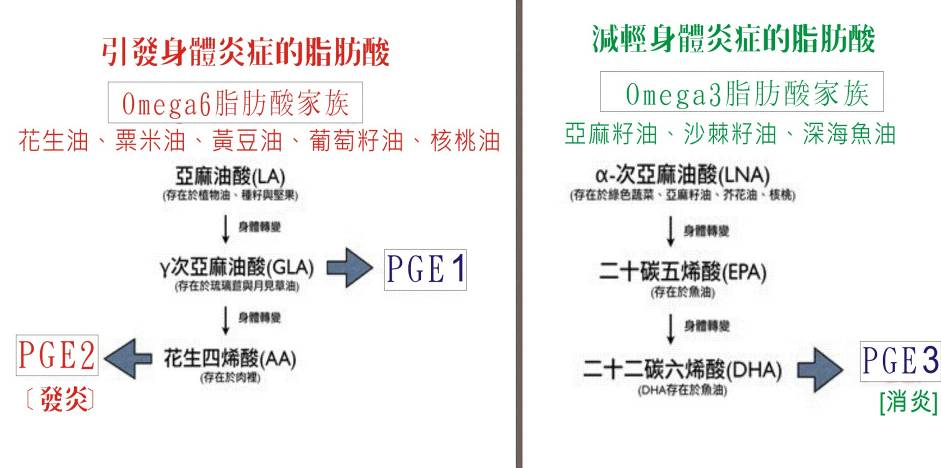 引發身體炎症的脂肪酸
Omega6脂肪酸家族
花生油、粟米油、黃豆油、葡萄籽油、核桃油
亞麻油酸(LA)
(存在於植物油、種籽與堅果)
身體轉變
γ次亞麻油酸(GLA)
(存在於琉璃苣與月見草油)
PGE1
身體轉變
PGE2
花生四烯酸(AA)
(存在於肉裡)
〔發炎〕
減輕身體炎症的脂肪酸
Omega3脂肪酸家族
亞麻籽油、沙棘籽油、深海魚油
α-次亞麻油酸(LNA)
(存在於綠色蔬菜、亞麻籽油、芥花油、核桃)
身體轉變
二十碳五烯酸(EPA)
(存在於魚油)
身體轉變
二十二碳六烯酸(DHA)
(DHA存在於魚油)
PGE3
[消炎]